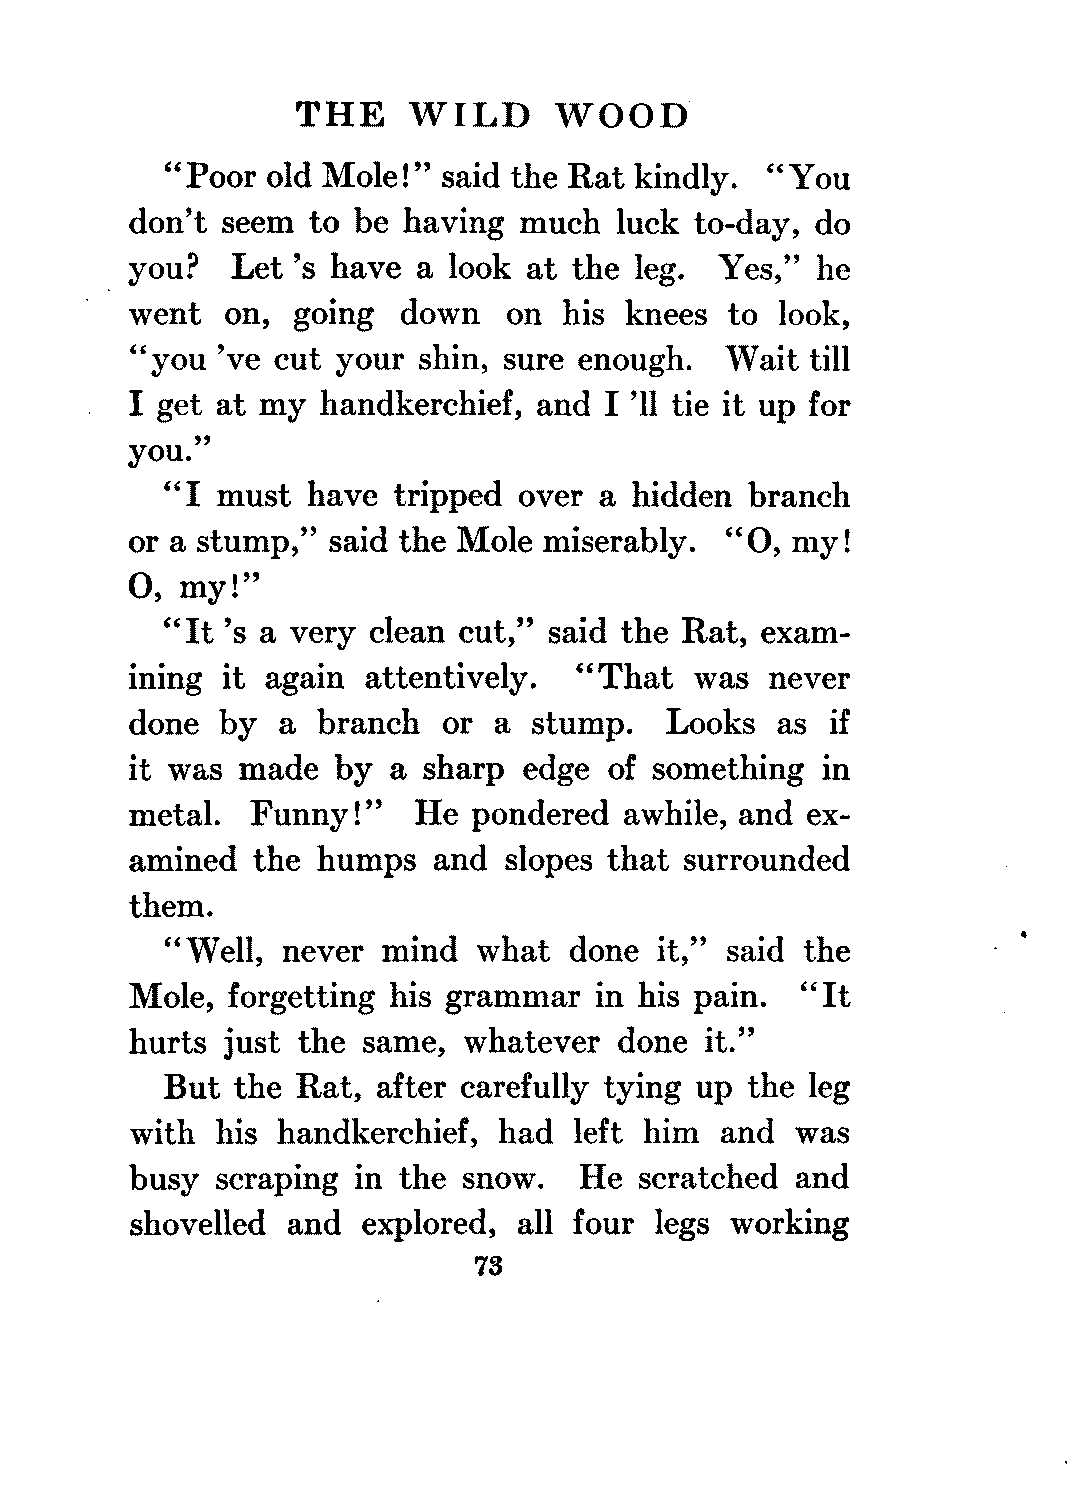 THE WILD WOOD
“Poor old Mole!” said the Rat kindly. “You
don’t seem to be having much luck to-day, do
you? Let ’s have a look at the leg. Yes,” he
went on, going down on his knees to look,
“you ’ve cut your shin, sure enough. Wait till
I get at my handkerchief, and I ’ll tie it up for
you.”
“I must have tripped over a hidden branch
or a stump,” said the Mole miserably. “O, my!
O, my!”
“It ’s a very clean cut,” said the Rat, exam-
ining it again attentively. “That was never
done by a branch or a stump. Looks as if
it was made by a sharp edge of something in
metal. Funny!” He pondered awhile, and ex-
amined the humps and slopes that surrounded
them.
“Well, never mind what done it,” said the
Mole, forgetting his grammar in his pain. “It
hurts just the same, whatever done it.”
But the Rat, after carefully tying up the leg
with his handkerchief, had left him and was
busy scraping in the snow. He scratched and
shovelled and explored, all four legs working
73